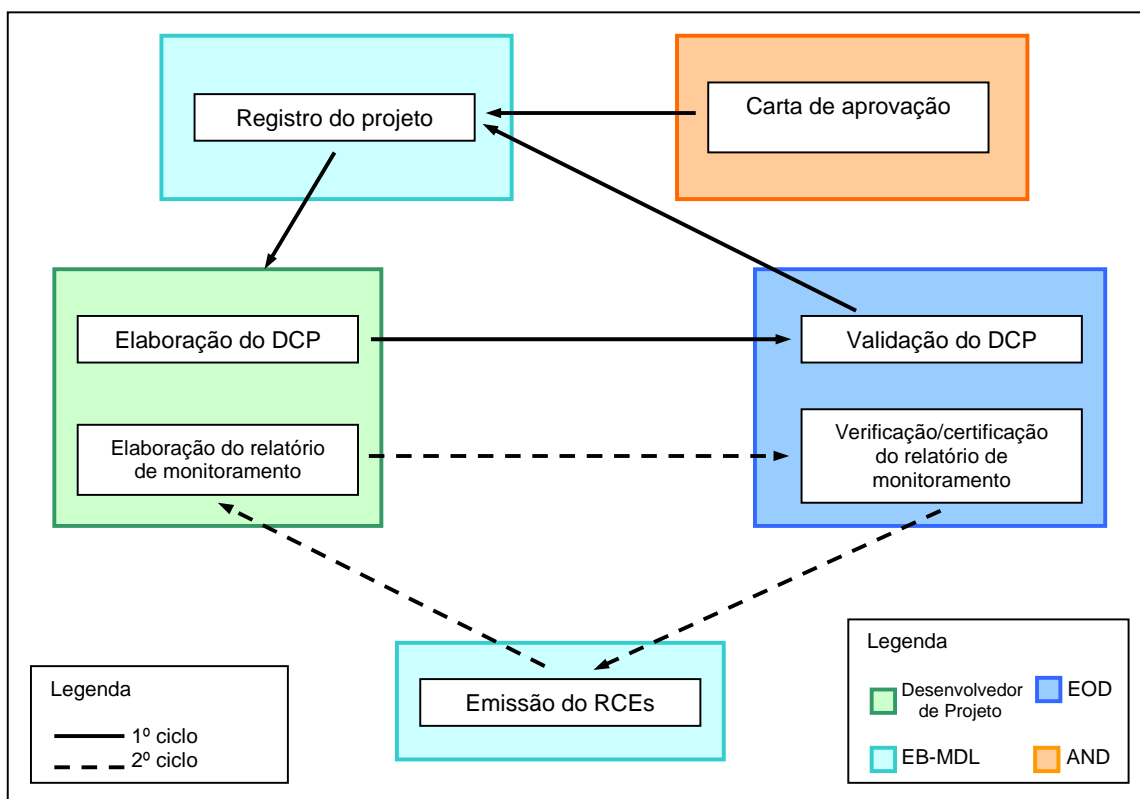 Registro do projeto
Carta de aprovação
Elaboração do DCP
Validação do DCP
Elaboração do relatório
de monitoramento
Verificação/certificação
do relatório de
monitoramento
Emissão do RCEs
Legenda
1º ciclo
2º ciclo
Legenda
Desenvolvedor
de Projeto
EOD
EB-MDL
AND